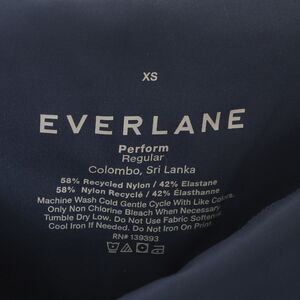 XS
EVERLANE
Perform
Regular
Colombo, Sri Lanka
58% Recycled Nylon / 42% Elastane
58% Nylon Recyclé / 42% Élasthanne
Machine Wash Cold Gentle Cycle With Like Colors.
Only Non Chlorine Bleach When Necessary.
Tumble Dry Low. Do Not Use Fabric Softener.
Cool Iron If Needed. Do Not Iron On Print.
RN# 139393